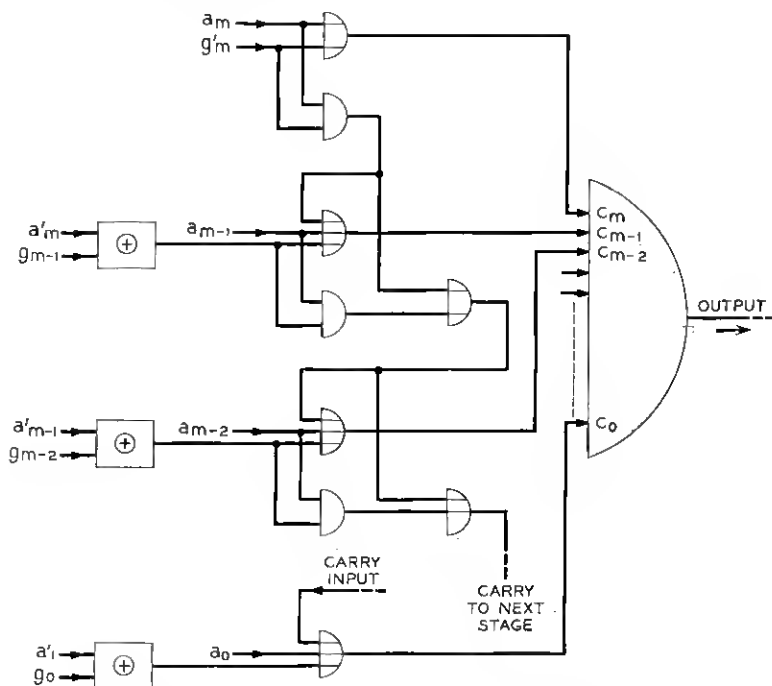 aₘ
g'ₘ
a'ₘ
gₘ₋₁
⊕
aₘ₋₁
Cₘ
Cₘ₋₁
Cₘ₋₂
OUTPUT
a'ₘ₋₁
gₘ₋₂
⊕
aₘ₋₂
C₀
CARRY
INPUT
CARRY
TO NEXT
STAGE
a'₁
g₀
⊕
a₀